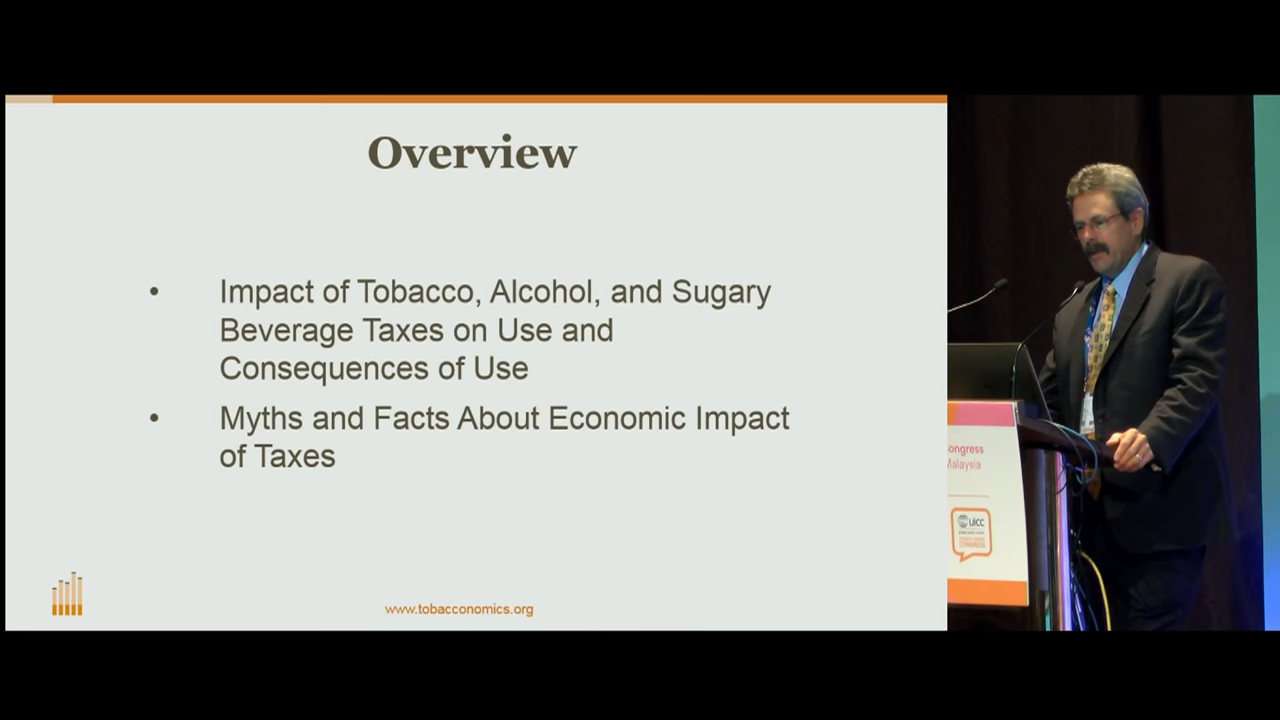 Overview
• Impact of Tobacco, Alcohol, and Sugary
Beverage Taxes on Use and
Consequences of Use
• Myths and Facts About Economic Impact
of Taxes
www.tobacconomics.org
ongress
Malaysia
UICC
CONGRESS